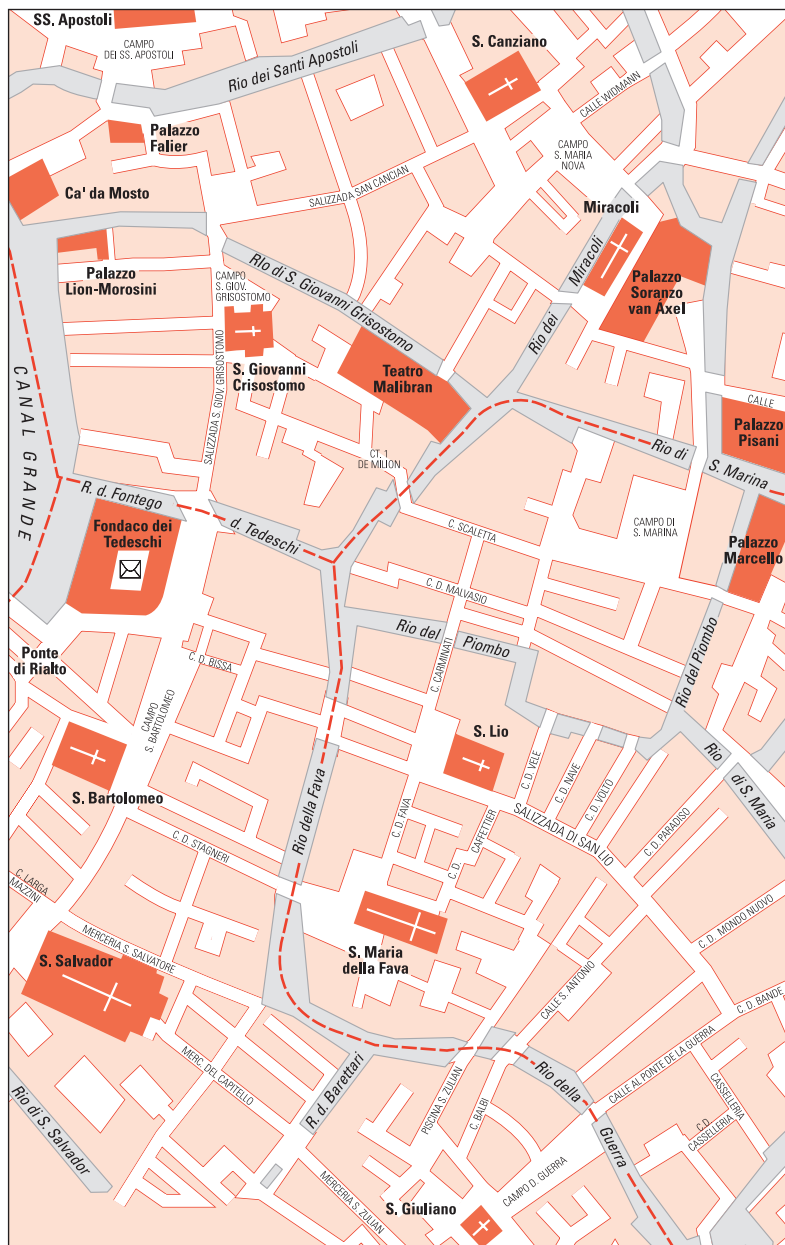 SS. Apostoli
CAMPO
DEI SS. APOSTOLI
Rio dei Santi Apostoli
S. Canziano
CALLE WIDMANN
Palazzo
Falier
CAMPO
S. MARIA
NOVA
Ca' da Mosto
SALIZZADA SAN CANCIAN
Miracoli
Miracoli
Rio dei
Palazzo
Lion-Morosini
CAMPO
S. GIOV.
GRISOSTOMO
Rio di S. Giovanni Grisostomo
Palazzo
Soranzo
van Axel
CANAL GRANDE
SALIZZADA S. GIOV. GRISOSTOMO
S. Giovanni
Crisostomo
Teatro
Malibran
CALLE
Palazzo
Pisani
Rio di
S. Marina
CT. 1
DE MILION
R. d. Fontego
d. Tedeschi
Fondaco dei
Tedeschi
C. SCALETTA
CAMPO DI
S. MARINA
Palazzo
Marcello
C. D. MALVASIO
Rio del
Piombo
Rio del Piombo
Ponte
di Rialto
C. D. BISSA
C. CARMINATI
CAMPO
S. BARTOLOMEO
S. Lio
Rio
di S. Maria
S. Bartolomeo
Rio della Fava
C. D. VELE
C. D. NAVE
C. D. VOLTO
C. D. FAVA
C. D.
CAFFETTIER
SALIZZADA DI SAN LIO
C. D. PARADISO
C. D. STAGNERI
C. LARGA
MAZZINI
C. D. MONDO NUOVO
MERCERIA S. SALVATORE
S. Salvador
S. Maria
della Fava
CALLE S. ANTONIO
C. D. BANDE
MERC. DEL CAPITELLO
R. d. Barettari
PISCINA S. ZULIAN
C. BALBI
Rio della
Guerra
CALLE AL PONTE DE LA GUERRA
CASSELLERIA
C.D.
CASSELLERIA
Rio di S. Salvador
MERCERIA S. ZULIAN
CAMPO D. GUERRA
S. Giuliano